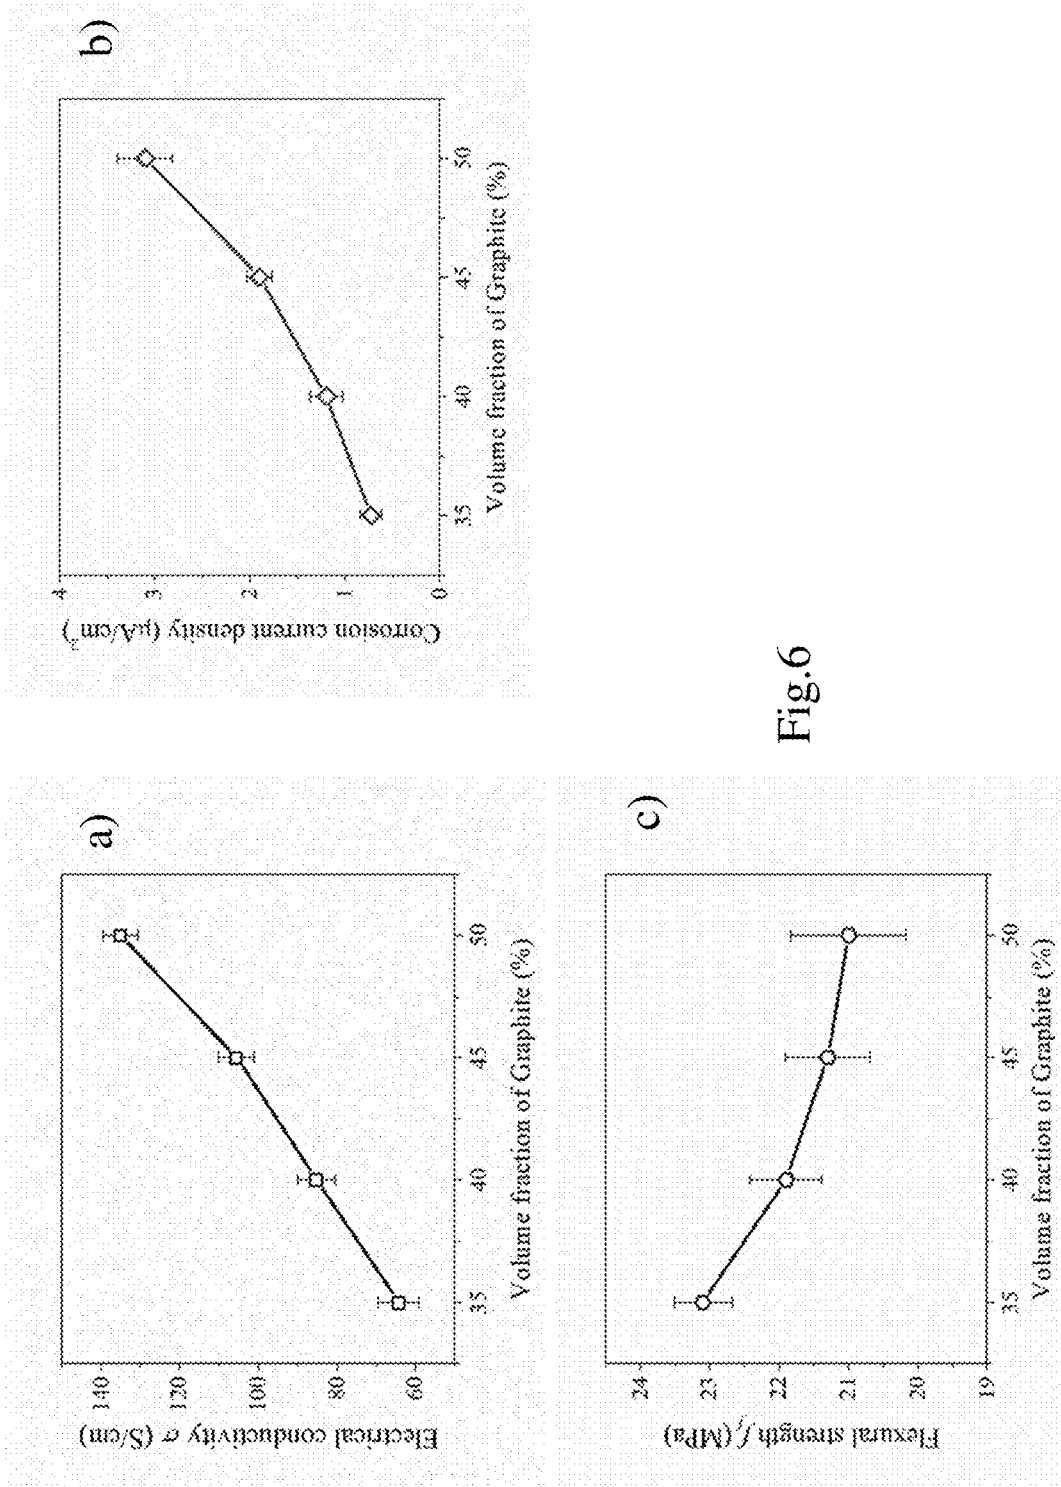 a)
Electrical conductivity σ (S/cm)
140
120
100
80
60
35 40 45 50
Volume fraction of Graphite (%)
b)
Corrosion current density (μA/cm²)
4
3
2
1
0
35 40 45 50
Volume fraction of Graphite (%)
c)
Flexural strength f_f (MPa)
24
23
22
21
20
19
35 40 45 50
Volume fraction of Graphite (%)
Fig.6